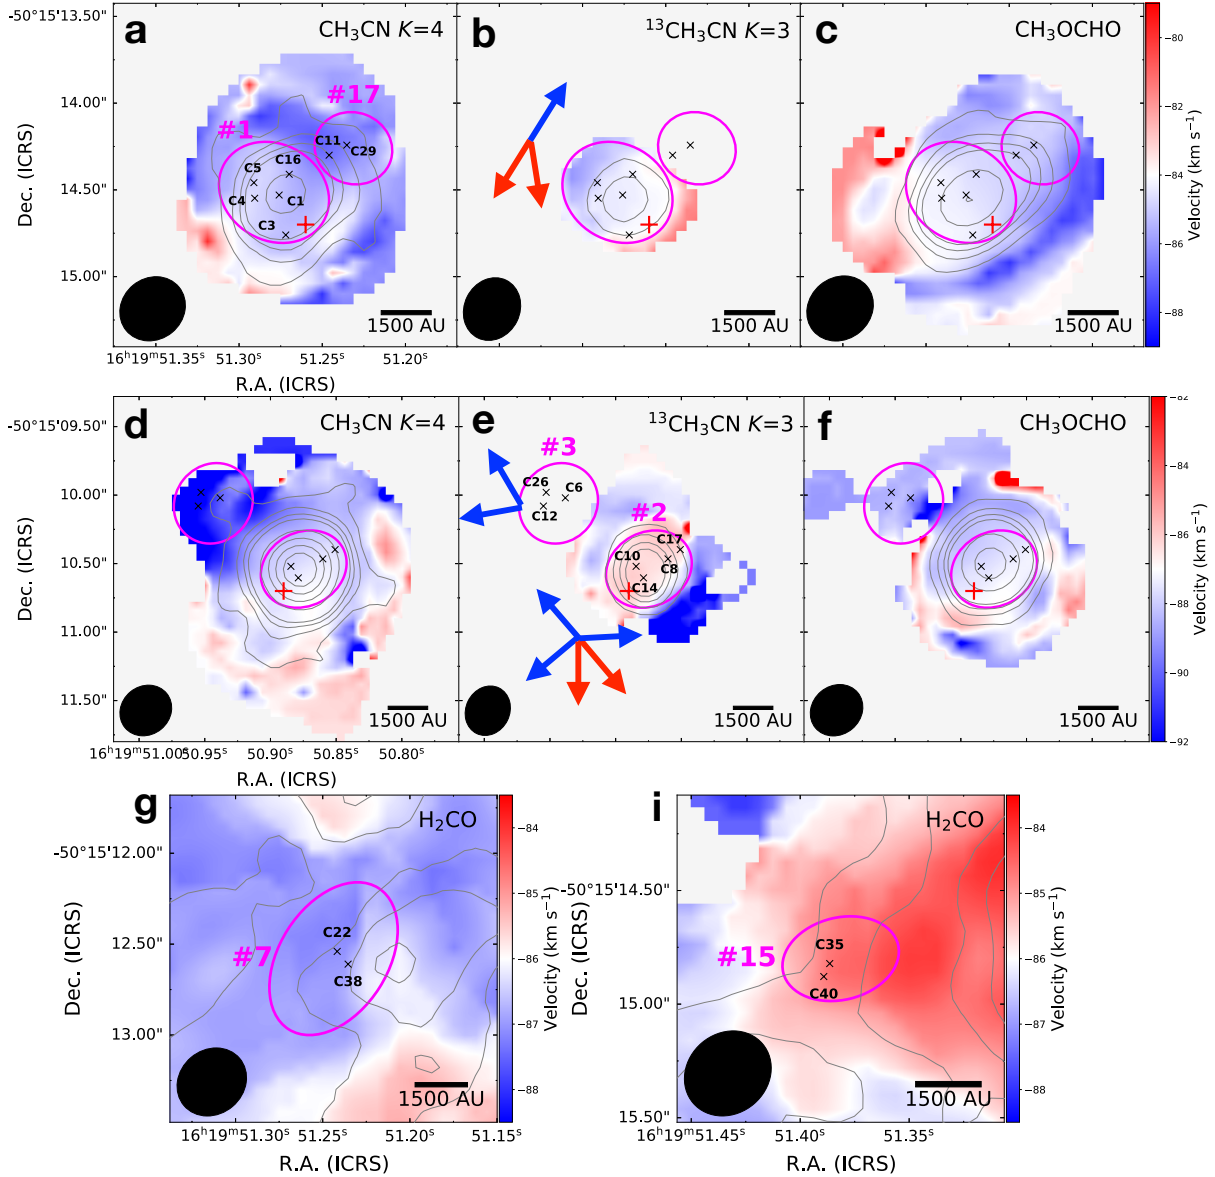 -50°15'13.50"
14.00"
14.50"
15.00"
Dec. (ICRS)
a
CH₃CN K=4
#17
#1
C11
C29
C16
C5
C4
C1
C3
1500 AU
16ʰ19ᵐ51.35ˢ
51.30ˢ
51.25ˢ
51.20ˢ
R.A. (ICRS)
b
¹³CH₃CN K=3
1500 AU
c
CH₃OCHO
1500 AU
−80
−82
−84
−86
−88
Velocity (km s⁻¹)
-50°15'09.50"
10.00"
10.50"
11.00"
11.50"
Dec. (ICRS)
d
CH₃CN K=4
1500 AU
16ʰ19ᵐ51.00ˢ
50.95ˢ
50.90ˢ
50.85ˢ
50.80ˢ
R.A. (ICRS)
e
¹³CH₃CN K=3
#3
C26
C6
C12
#2
C17
C10
C8
C14
1500 AU
f
CH₃OCHO
1500 AU
−82
−84
−86
−88
−90
−92
Velocity (km s⁻¹)
-50°15'12.00"
12.50"
13.00"
Dec. (ICRS)
g
H₂CO
#7
C22
C38
1500 AU
16ʰ19ᵐ51.30ˢ
51.25ˢ
51.20ˢ
51.15ˢ
R.A. (ICRS)
−84
−85
−86
−87
−88
Velocity (km s⁻¹)
-50°15'14.50"
15.00"
15.50"
Dec. (ICRS)
i
H₂CO
#15
C35
C40
1500 AU
16ʰ19ᵐ51.45ˢ
51.40ˢ
51.35ˢ
R.A. (ICRS)
−84
−85
−86
−87
−88
Velocity (km s⁻¹)